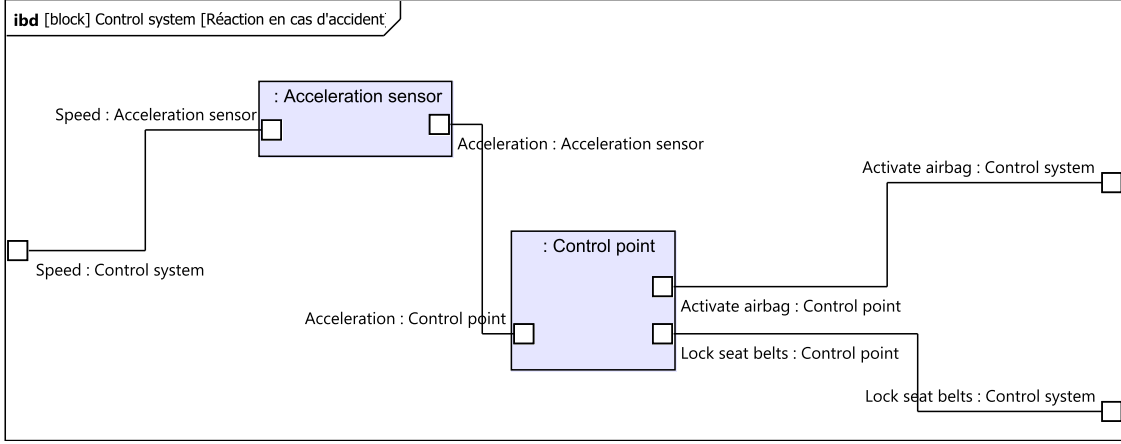 ibd [block] Control system [Réaction en cas d'accident
: Acceleration sensor
Speed : Acceleration sensor
Acceleration : Acceleration sensor
Activate airbag : Control system
: Control point
Speed : Control system
Activate airbag : Control point
Acceleration : Control point
Lock seat belts : Control point
Lock seat belts : Control system